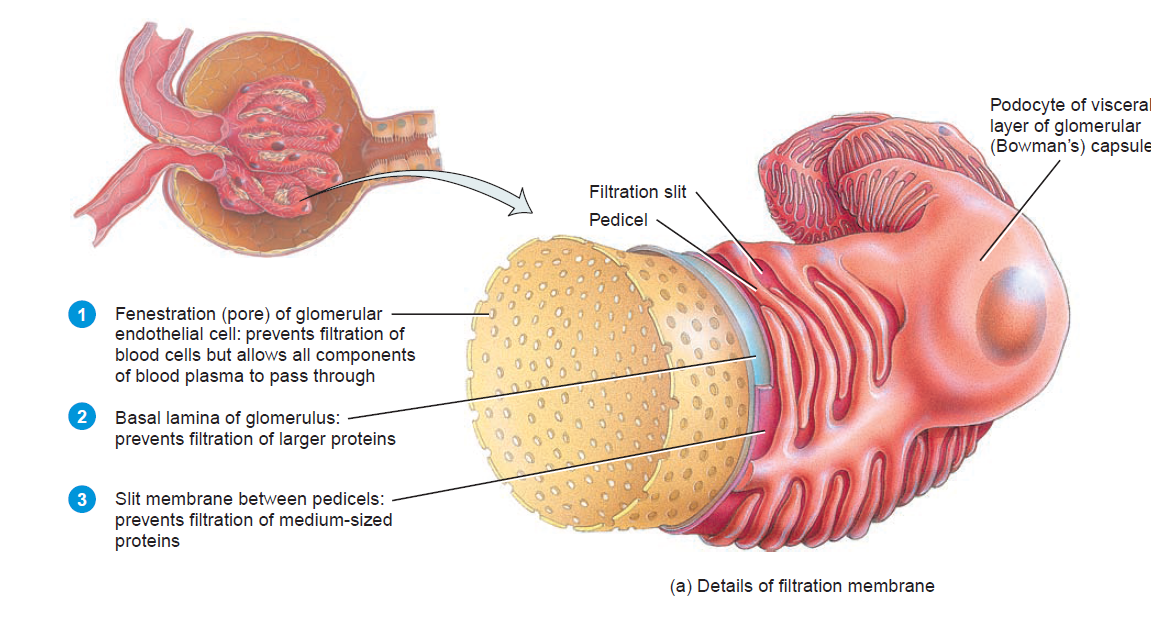 Podocyte of visceral
layer of glomerular
(Bowman's) capsule
Filtration slit
Pedicel
1 Fenestration (pore) of glomerular
endothelial cell: prevents filtration of
blood cells but allows all components
of blood plasma to pass through
2 Basal lamina of glomerulus:
prevents filtration of larger proteins
3 Slit membrane between pedicels:
prevents filtration of medium-sized
proteins
(a) Details of filtration membrane